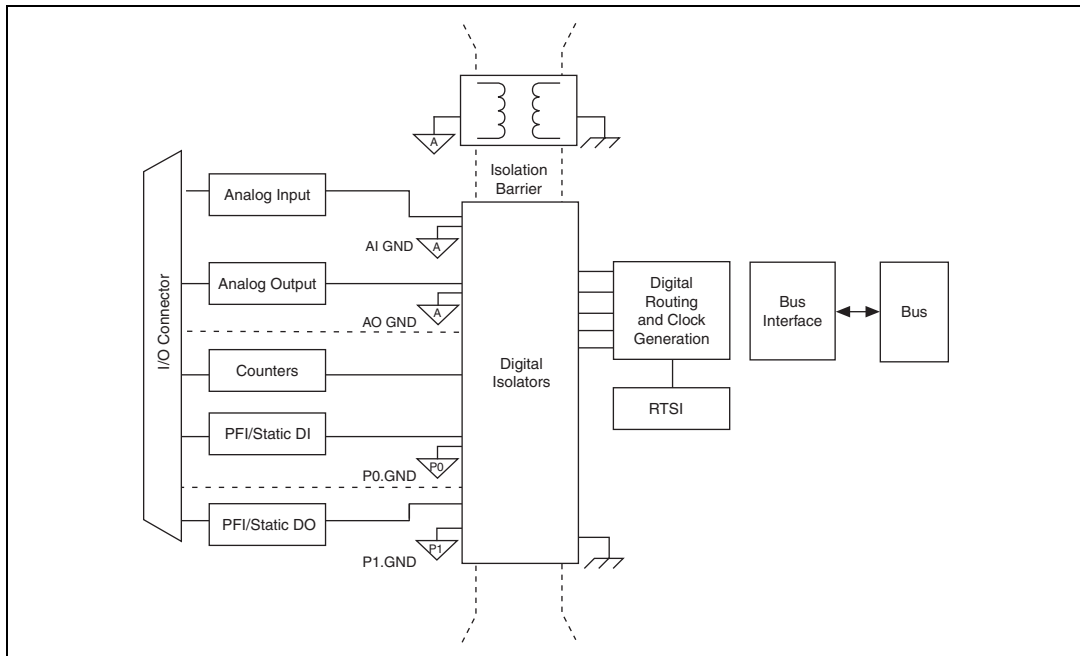 A
Isolation
Barrier
I/O Connector
Analog Input
AI GND
A
Analog Output
AO GND
A
Counters
PFI/Static DI
P0.GND
P0
PFI/Static DO
P1.GND
P1
Digital
Isolators
Digital
Routing
and Clock
Generation
RTSI
Bus
Interface
Bus